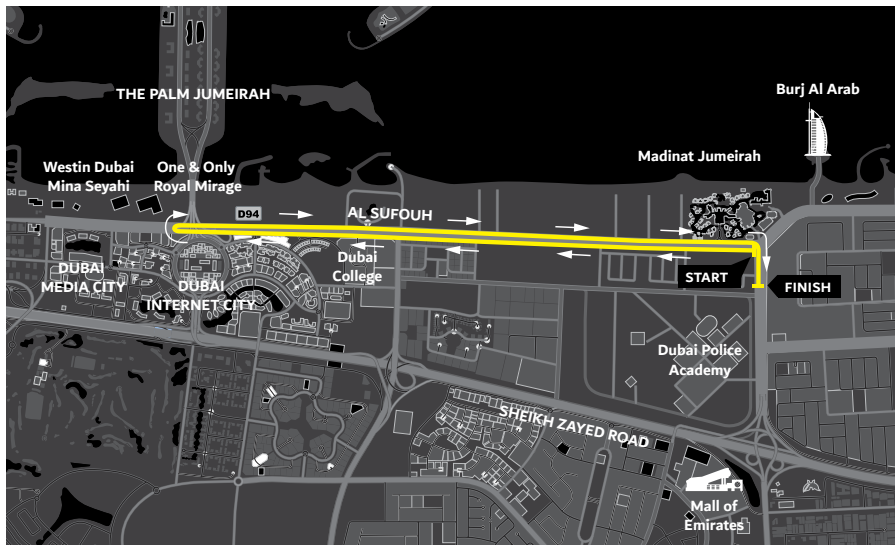 THE PALM JUMEIRAH
Burj Al Arab
Madinat Jumeirah
Westin Dubai
Mina Seyahi
One & Only
Royal Mirage
D94
AL SUFOUH
Dubai
College
DUBAI
MEDIA CITY
DUBAI
INTERNET CITY
START
FINISH
Dubai Police
Academy
SHEIKH ZAYED ROAD
Mall of
Emirates